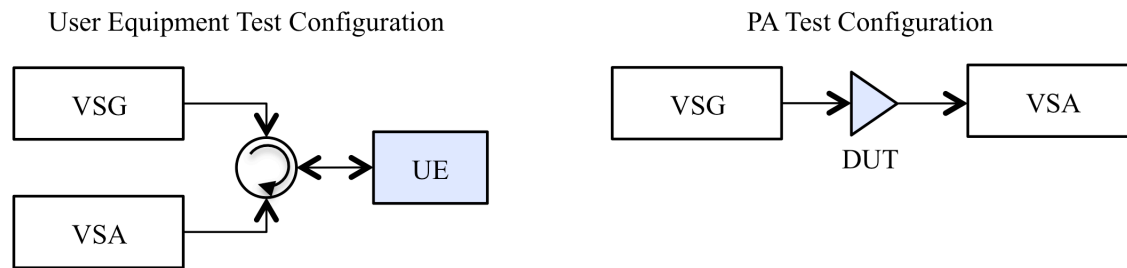 User Equipment Test Configuration
PA Test Configuration
VSG
UE
VSA
VSG
DUT
VSA